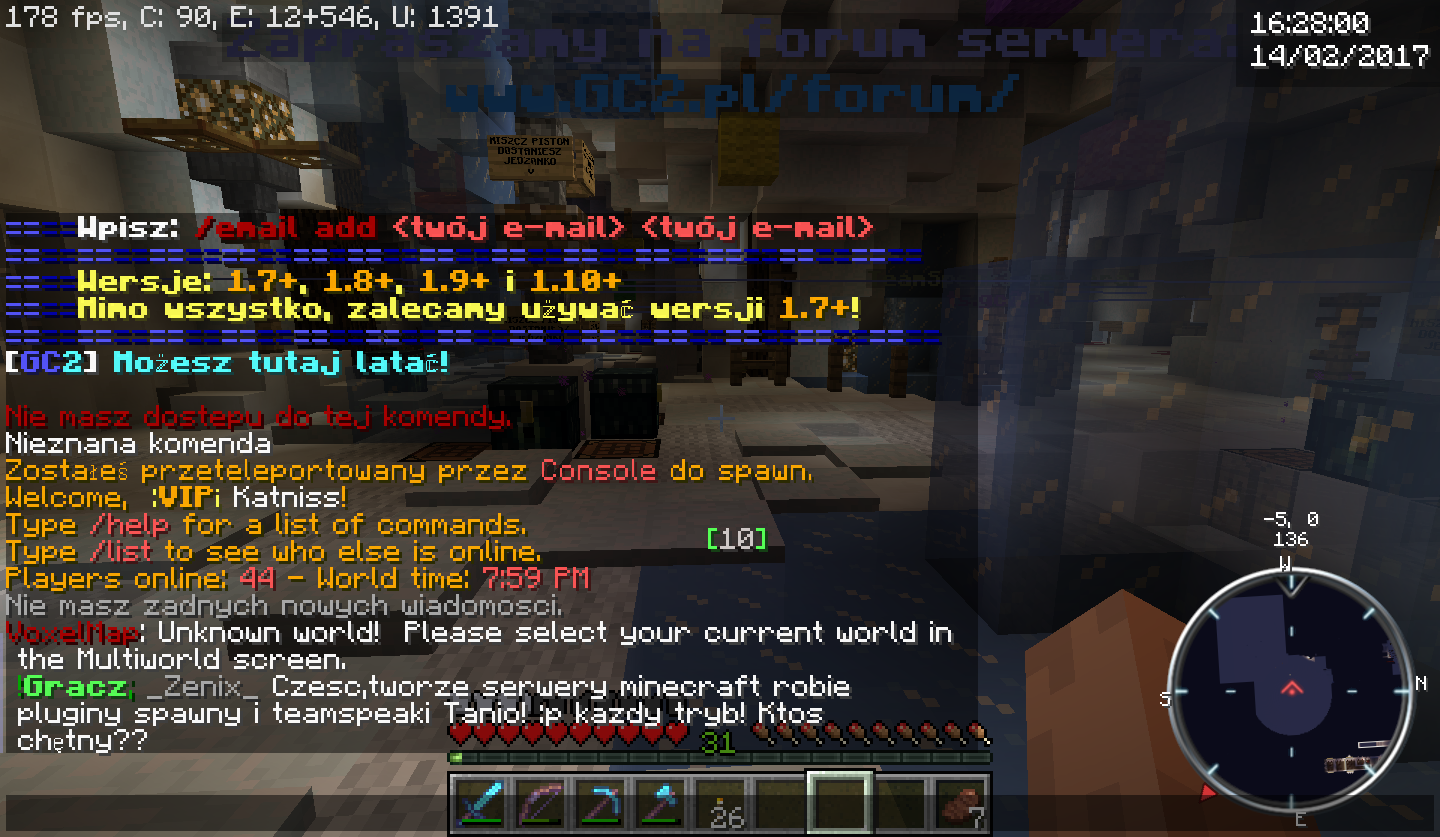 178 fps, C: 90, E: 12+546, U: 1391
16:28:00
14/02/2017
Zapraszamy na forum serwera:
www.GC2.pl/forum/
NISZCZ PISTON
DOSTANIESZ
JEDZONKO
V
====Wpisz: /email add <twój e-mail> <twój e-mail>
====Wersje: 1.7+, 1.8+, 1.9+ i 1.10+
====Mimo wszystko, zalecamy używać wersji 1.7+!
[GC2] Możesz tutaj latać!
Nie masz dostepu do tej komendy.
Nieznana komenda
Zostałeś przeteleportowany przez Console do spawn.
Welcome, ¦VIP¡ Katniss!
Type /help for a list of commands.
[10]
Type /list to see who else is online.
Players online: 44 - World time: 7:59 PM
Nie masz zadnych nowych wiadomosci.
VoxelMap: Unknown world! Please select your current world in
the Multiworld screen.
!Gracz; _Zenix_ Czesc,tworze serwery minecraft robie
pluginy spawny i teamspeaki Tanio! :p kazdy tryb! Ktos
chętny??
-5, 0
136
W
N
S
E
31
26
7